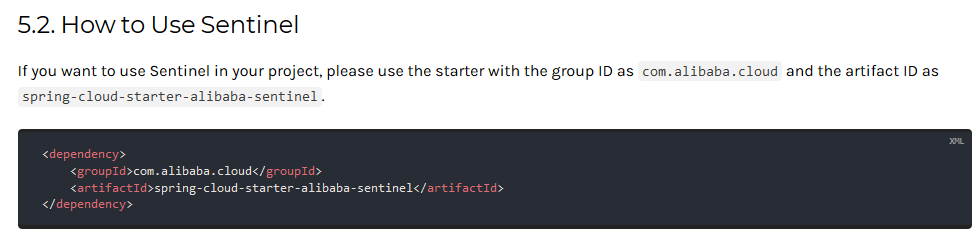 5.2. How to Use Sentinel
If you want to use Sentinel in your project, please use the starter with the group ID as com.alibaba.cloud and the artifact ID as
spring-cloud-starter-alibaba-sentinel.
XML
<dependency>
    <groupId>com.alibaba.cloud</groupId>
    <artifactId>spring-cloud-starter-alibaba-sentinel</artifactId>
</dependency>